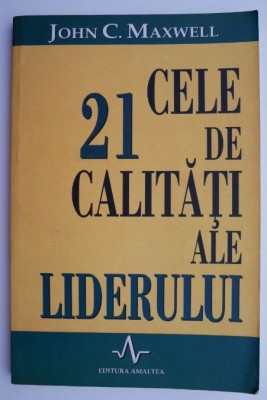 JOHN C. MAXWELL
CELE
21 DE
CALITĂȚI
ALE
LIDERULUI
EDITURA AMALTEA